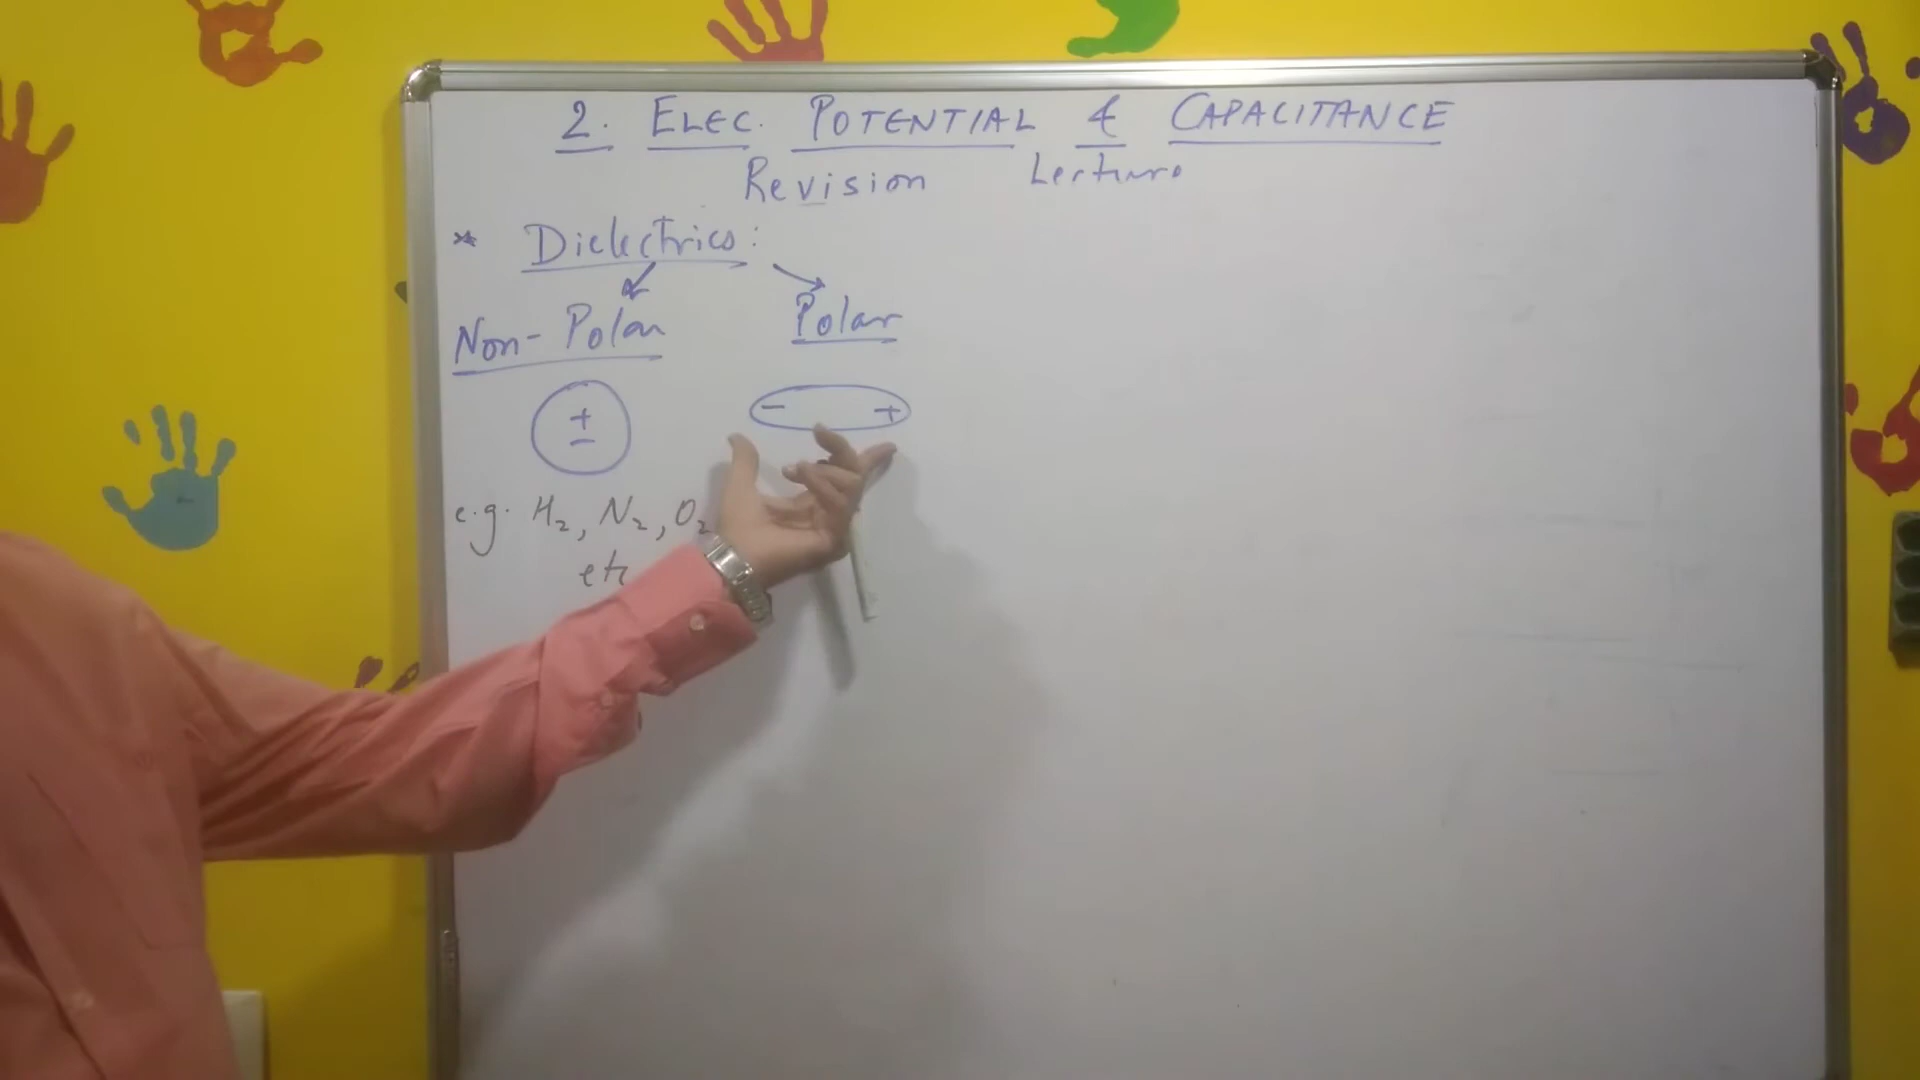 2. ELEC. POTENTIAL & CAPACITANCE
Revision Lecture
* Dielectrics:
Non-Polar Polar
+ - +
-
e.g. H₂, N₂, O₂
etc